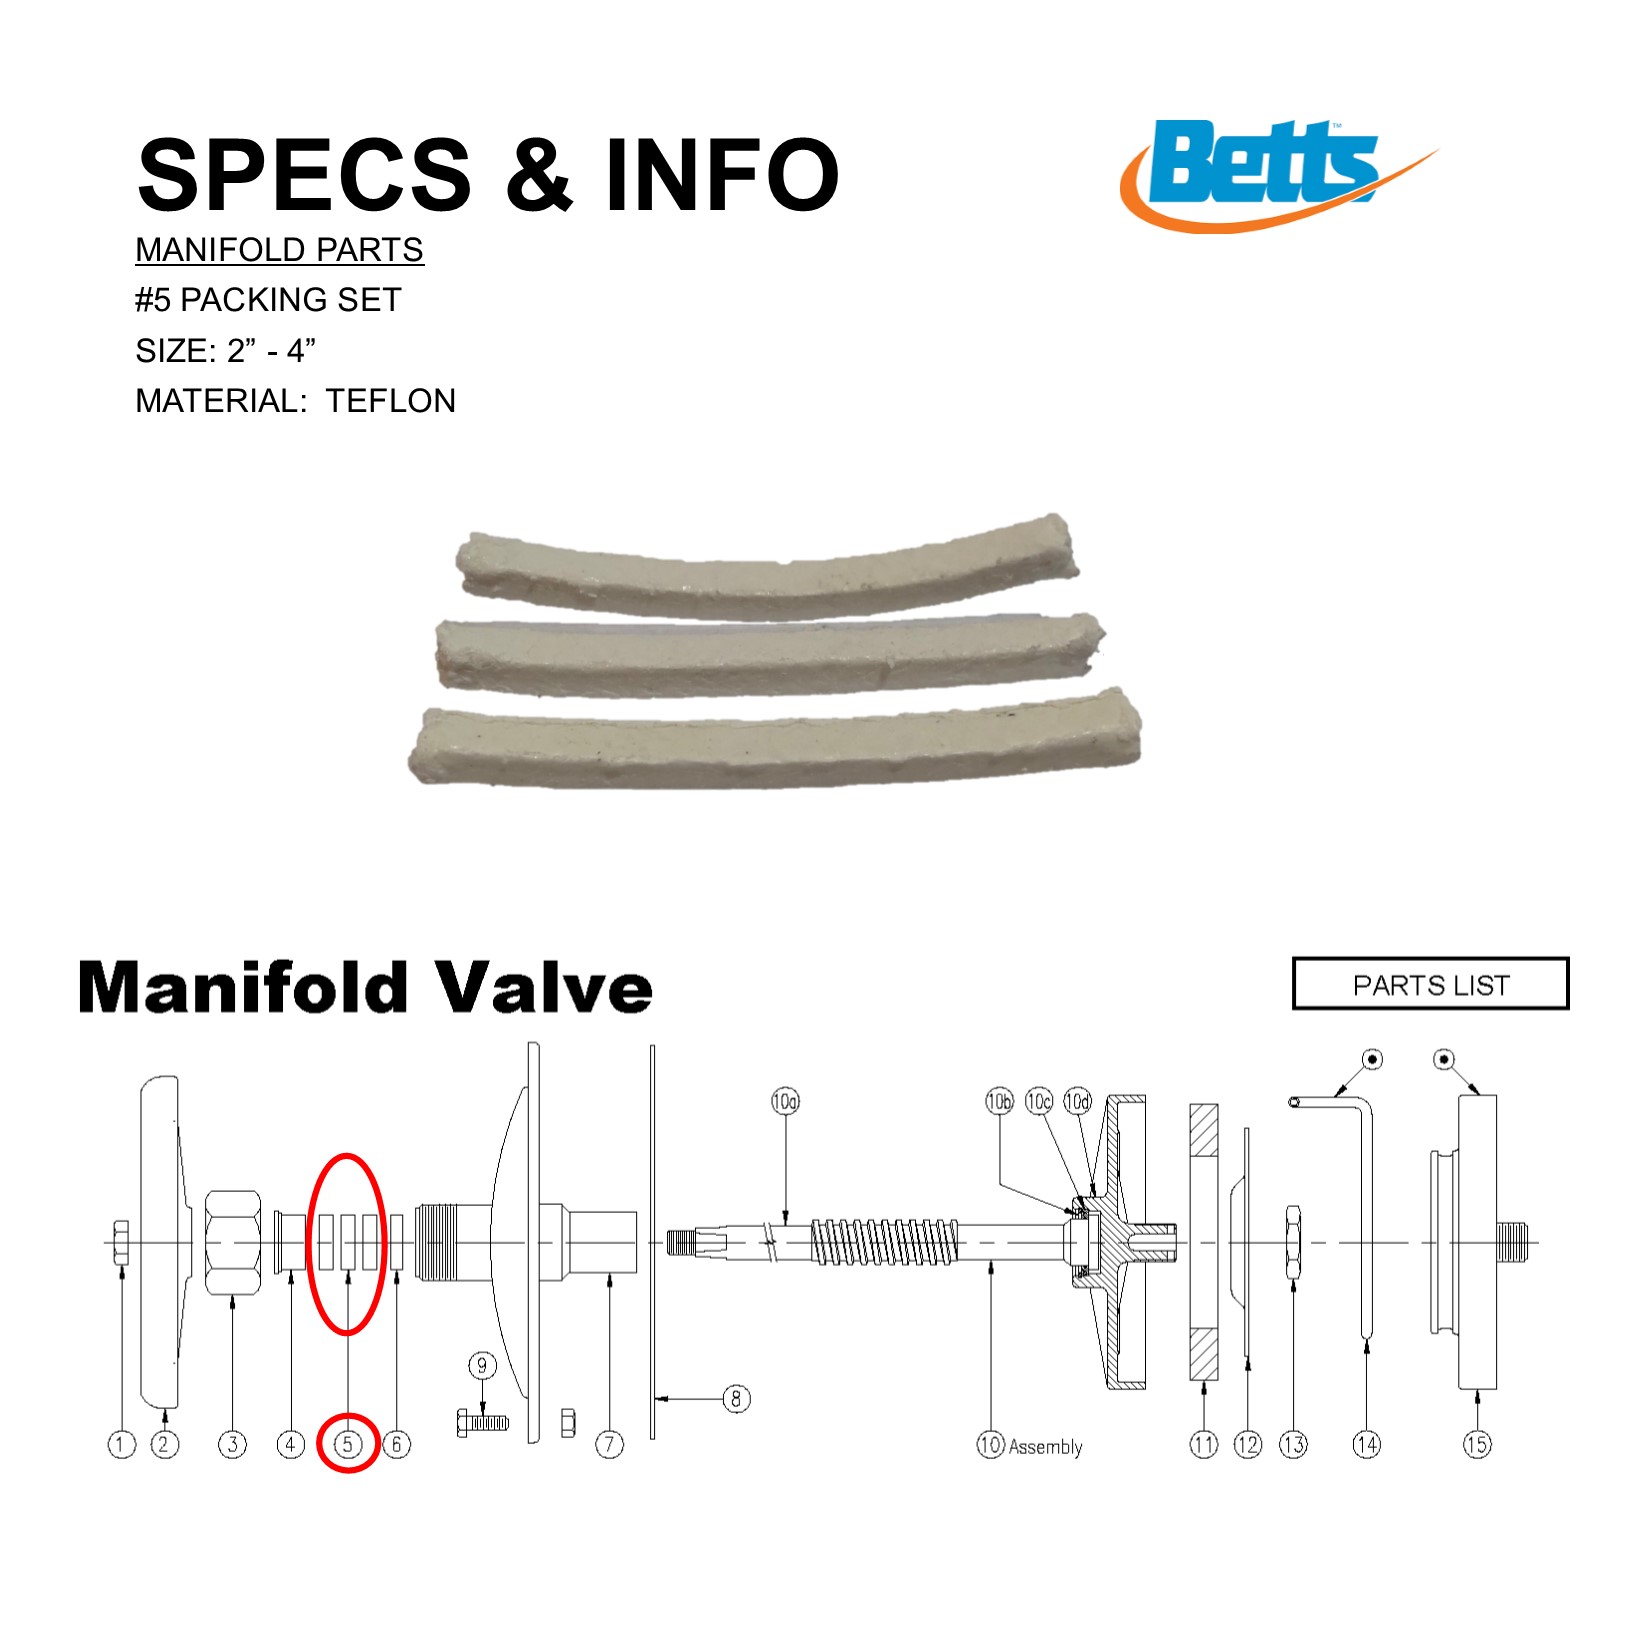 SPECS & INFO
Betts™
MANIFOLD PARTS
#5 PACKING SET
SIZE: 2” - 4”
MATERIAL: TEFLON
Manifold Valve
PARTS LIST
10a
10b
10c
10d
9
8
1
2
3
4
5
6
7
10 Assembly
11
12
13
14
15